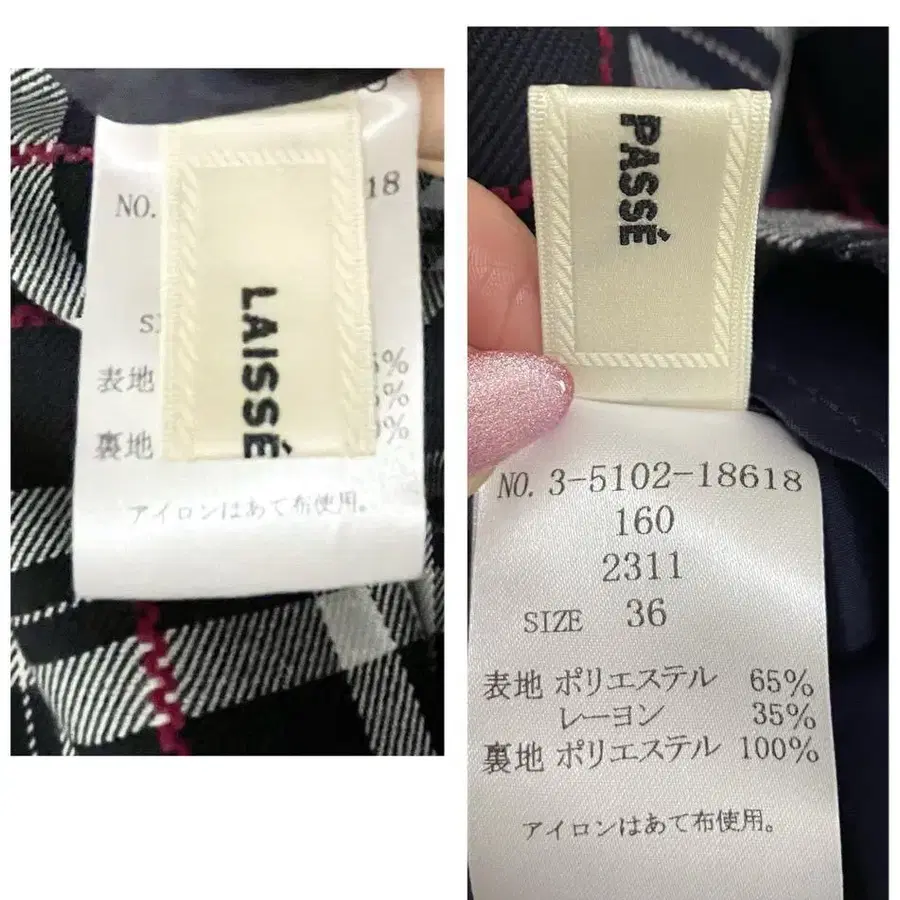 NO. 18
LAISSÉ
表地 %
%
裏地 %
アイロンはあて布使用。
PASSÉ
NO. 3-5102-18618
160
2311
SIZE 36
表地 ポリエステル 65%
レーヨン 35%
裏地 ポリエステル 100%
アイロンはあて布使用。